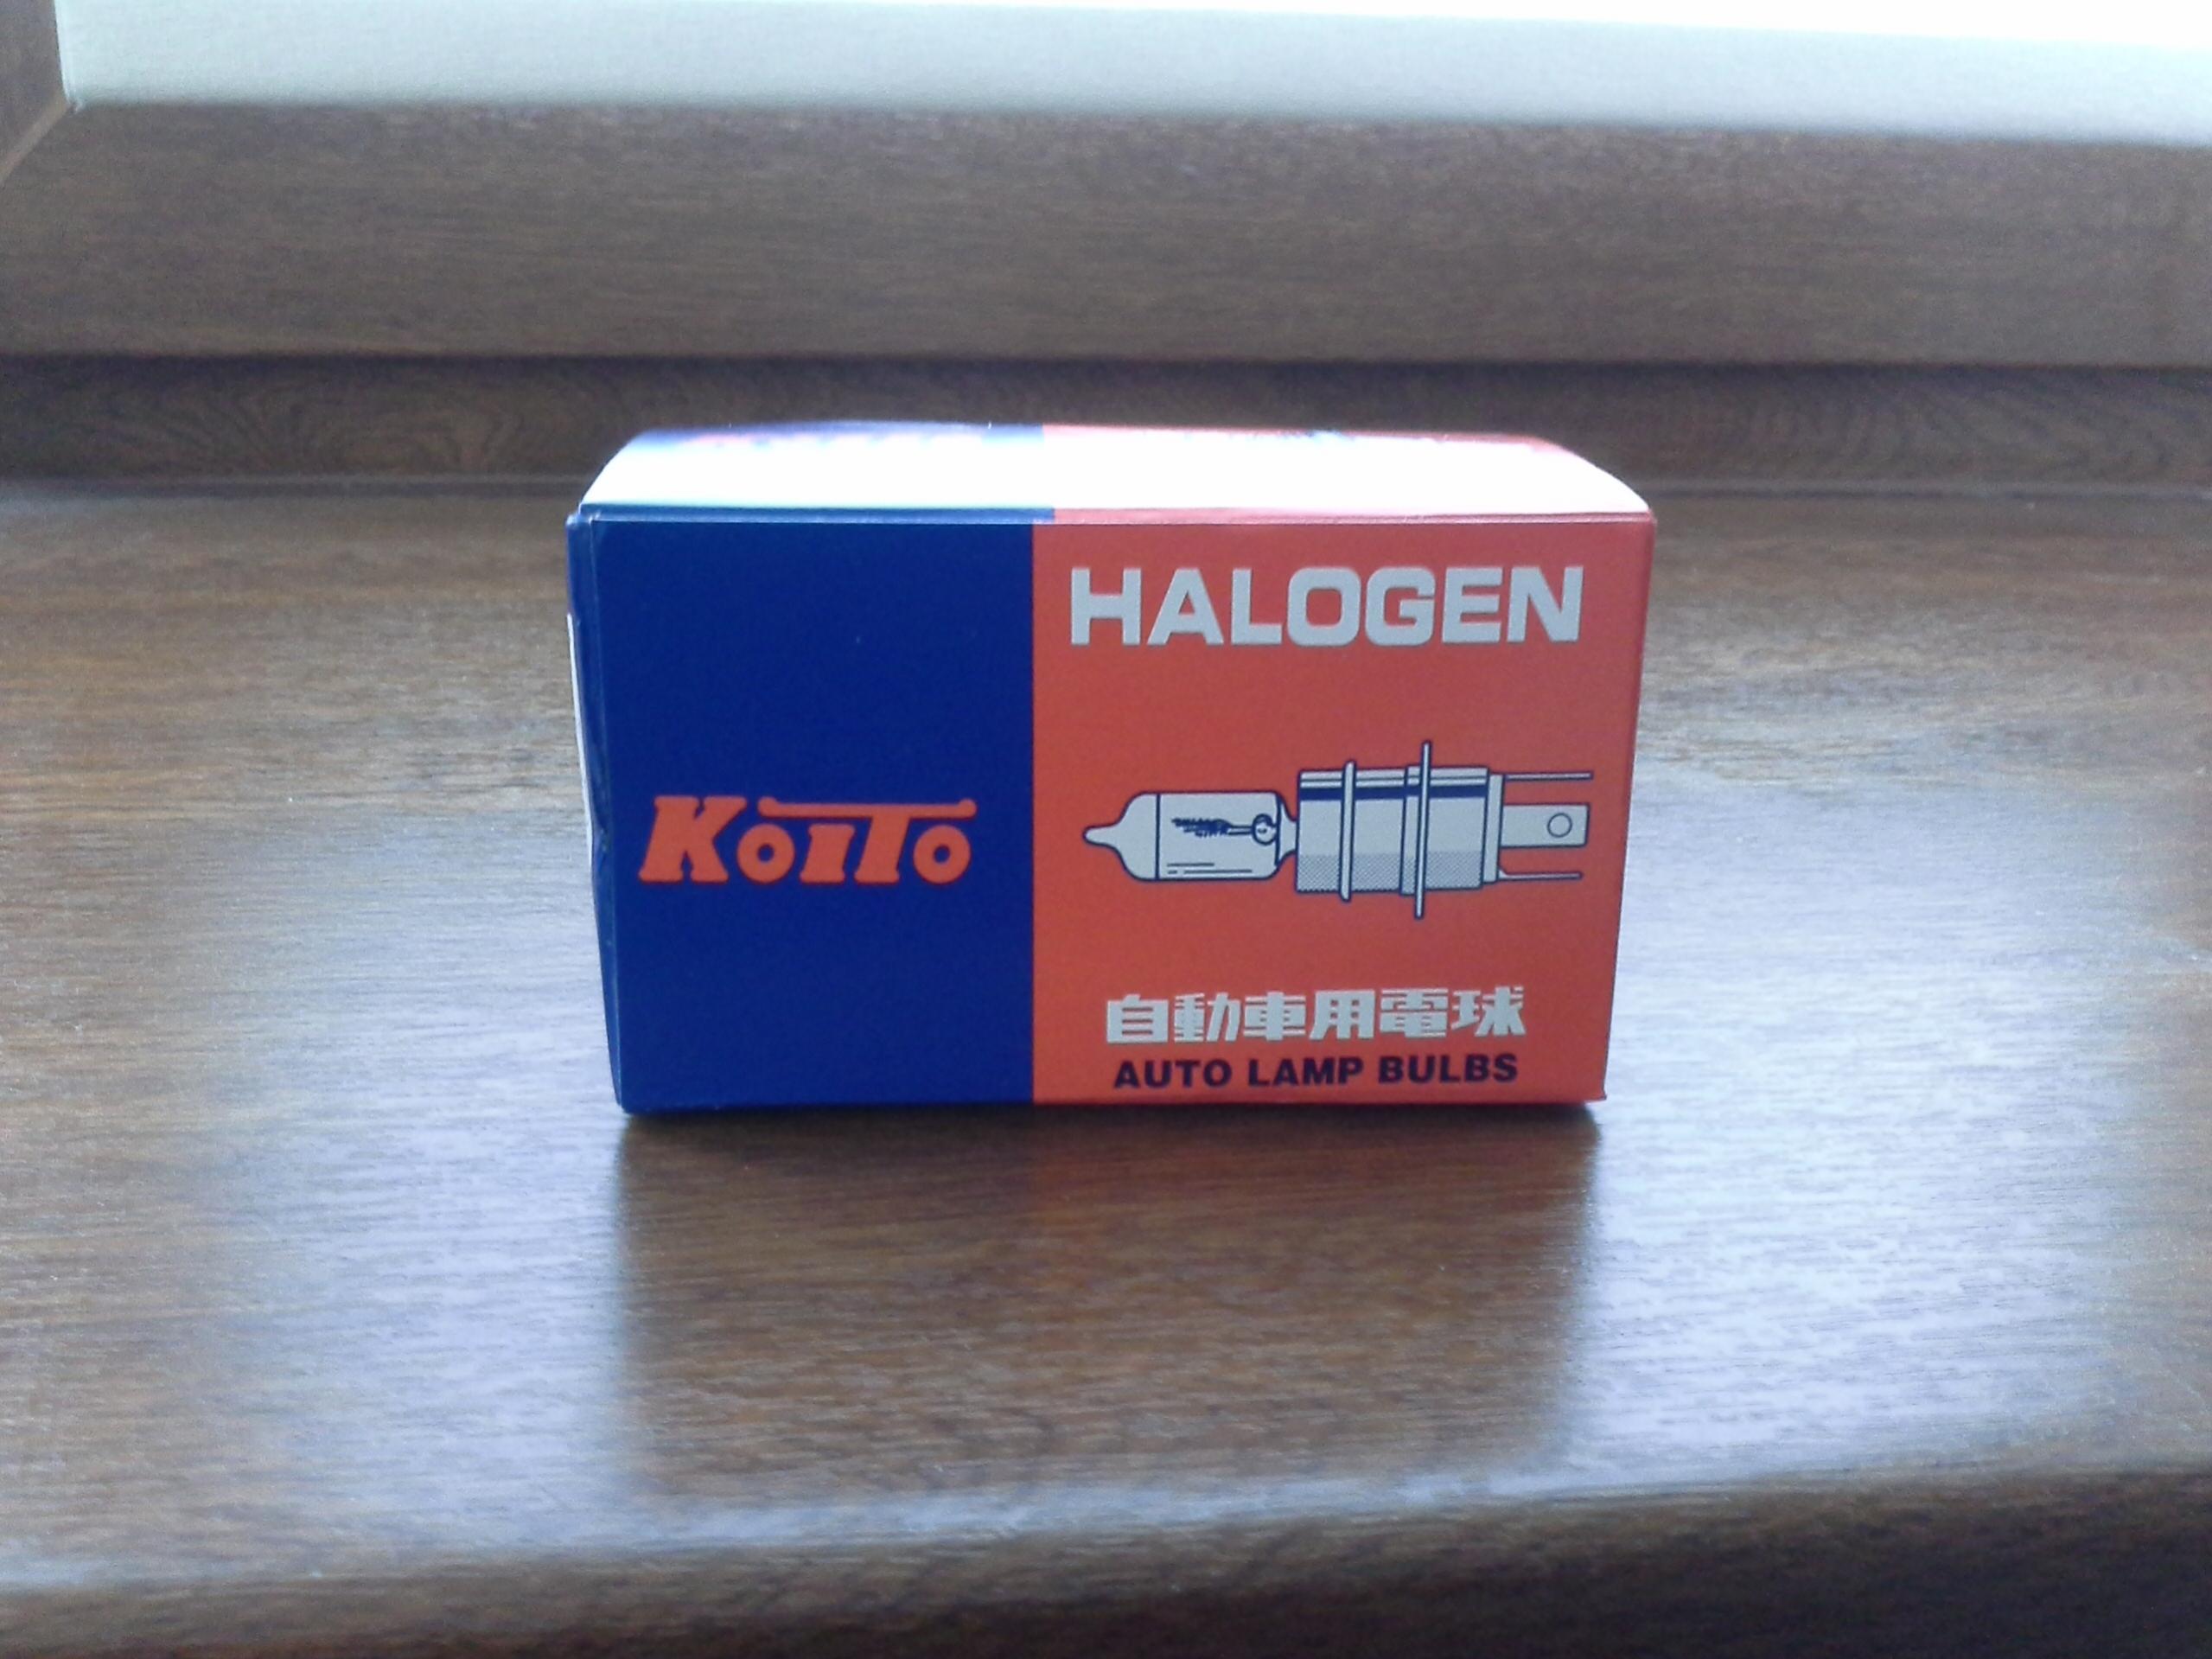 KoiTo
HALOGEN
自動車用電球
AUTO LAMP BULBS